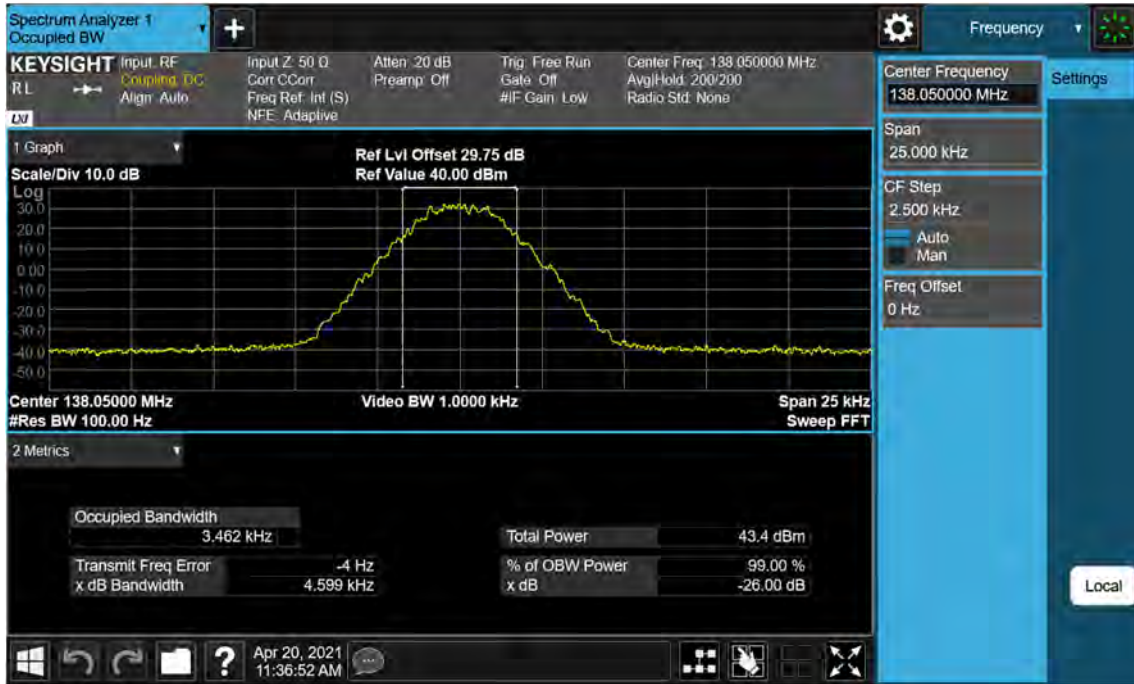 Spectrum Analyzer 1
Occupied BW
+
Frequency
KEYSIGHT
RL
LXI
Input: RF
Coupling: DC
Align: Auto
Input Z: 50 Ω
Corr CCorr
Freq Ref: Int (S)
NFE: Adaptive
Atten: 20 dB
Preamp: Off
Trig: Free Run
Gate: Off
#IF Gain: Low
Center Freq: 138.050000 MHz
Avg|Hold: 200/200
Radio Std: None
Center Frequency
138.050000 MHz
Settings
Span
25.000 kHz
CF Step
2.500 kHz
Auto
Man
Freq Offset
0 Hz
1 Graph
Scale/Div 10.0 dB
Ref Lvl Offset 29.75 dB
Ref Value 40.00 dBm
Log
30.0
20.0
10.0
0.00
-10.0
-20.0
-30.0
-40.0
-50.0
Center 138.05000 MHz
#Res BW 100.00 Hz
Video BW 1.0000 kHz
Span 25 kHz
Sweep FFT
2 Metrics
Occupied Bandwidth
3.462 kHz
Transmit Freq Error -4 Hz
x dB Bandwidth 4.599 kHz
Total Power 43.4 dBm
% of OBW Power 99.00 %
x dB -26.00 dB
Local
?
Apr 20, 2021
11:36:52 AM